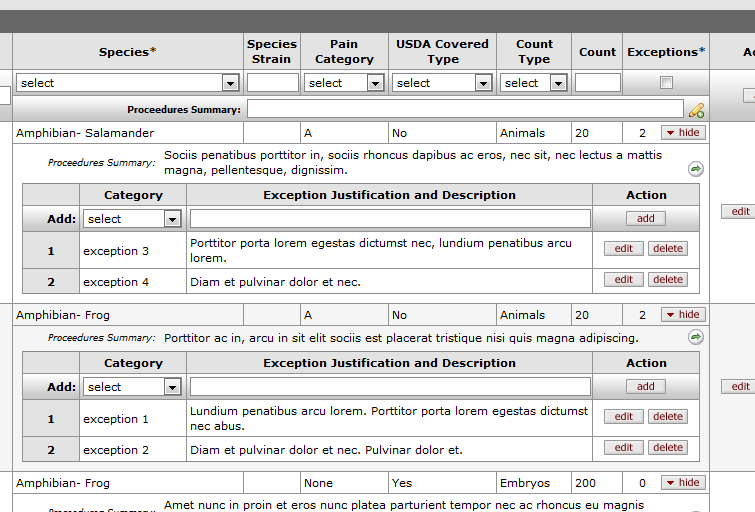 Species* Species Strain Pain Category USDA Covered Type Count Type Count Exceptions*
select select select select
Proceedures Summary:
Amphibian- Salamander A No Animals 20 2 hide
Proceedures Summary: Sociis penatibus porttitor in, sociis rhoncus dapibus ac eros, nec sit, nec lectus a mattis
magna, pellentesque, dignissim.
Category Exception Justification and Description Action
Add: select add
edit
1 exception 3 Porttitor porta lorem egestas dictumst nec, lundium penatibus arcu
lorem. edit delete
2 exception 4 Diam et pulvinar dolor et nec. edit delete
Amphibian- Frog A No Animals 20 2 hide
Proceedures Summary: Porttitor ac in, arcu in sit elit sociis est placerat tristique nisi quis magna adipiscing.
Category Exception Justification and Description Action
Add: select add edit
1 exception 1 Lundium penatibus arcu lorem. Porttitor porta lorem egestas dictumst
nec abus. edit delete
2 exception 2 Diam et pulvinar dolor et nec. Pulvinar dolor et. edit delete
Amphibian- Frog None Yes Embryos 200 0 hide
Amet nunc in proin et eros nunc platea parturient tempor nec ac rhoncus eu magnis